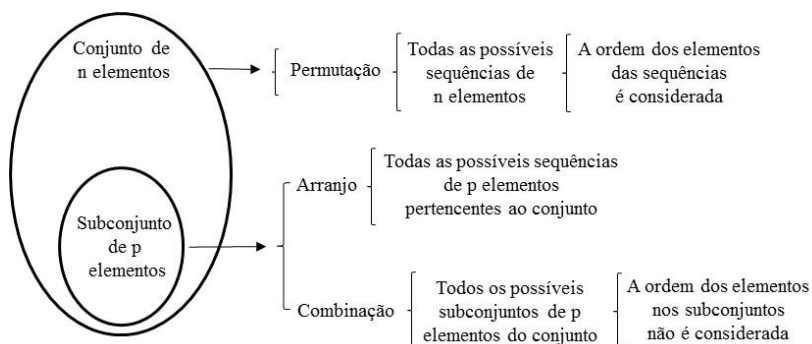 Conjunto de
n elementos
Permutação
Todas as possíveis
sequências de
n elementos
A ordem dos elementos
das sequências
é considerada
Subconjunto
de p
elementos
Arranjo
Todas as possíveis sequências
de p elementos
pertencentes ao conjunto
Combinação
Todos os possíveis
subconjuntos de p
elementos do conjunto
A ordem dos elementos
nos subconjuntos
não é considerada